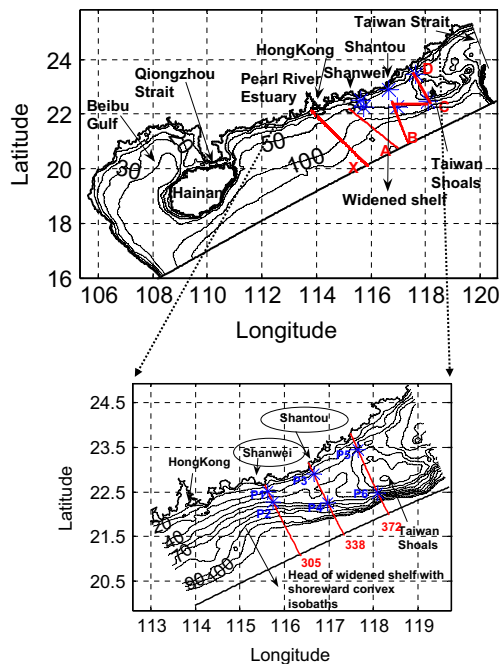 Taiwan Strait
HongKong
Shantou
24
Qiongzhou
Strait
Pearl River
Estuary
Shanwei
D
22
Beibu
Gulf
50
C
Latitude
30
100
B
A
20
Hainan
X
Taiwan
Shoals
Widened shelf
18
16
106 108 110 112 114 116 118 120
Longitude
24.5
Shantou
23.5
Shanwei
P5
HongKong
P3
P1
22.5
P6
P2
P4
20
40
70
372
Taiwan
Shoals
Latitude
21.5
338
305
90 100
Head of widened shelf with
shoreward convex
isobaths
20.5
113 114 115 116 117 118 119
Longitude